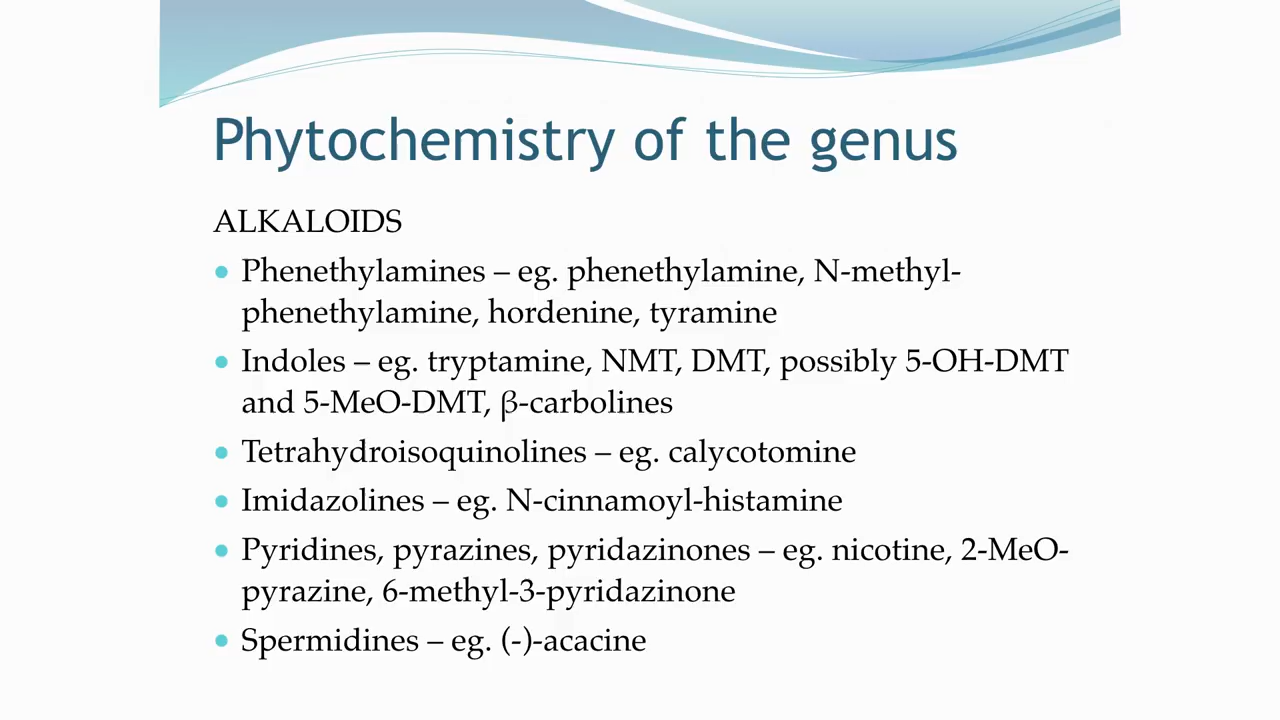 Phytochemistry of the genus
ALKALOIDS
• Phenethylamines – eg. phenethylamine, N-methyl-
phenethylamine, hordenine, tyramine
• Indoles – eg. tryptamine, NMT, DMT, possibly 5-OH-DMT
and 5-MeO-DMT, β-carbolines
• Tetrahydroisoquinolines – eg. calycotomine
• Imidazolines – eg. N-cinnamoyl-histamine
• Pyridines, pyrazines, pyridazinones – eg. nicotine, 2-MeO-
pyrazine, 6-methyl-3-pyridazinone
• Spermidines – eg. (-)-acacine